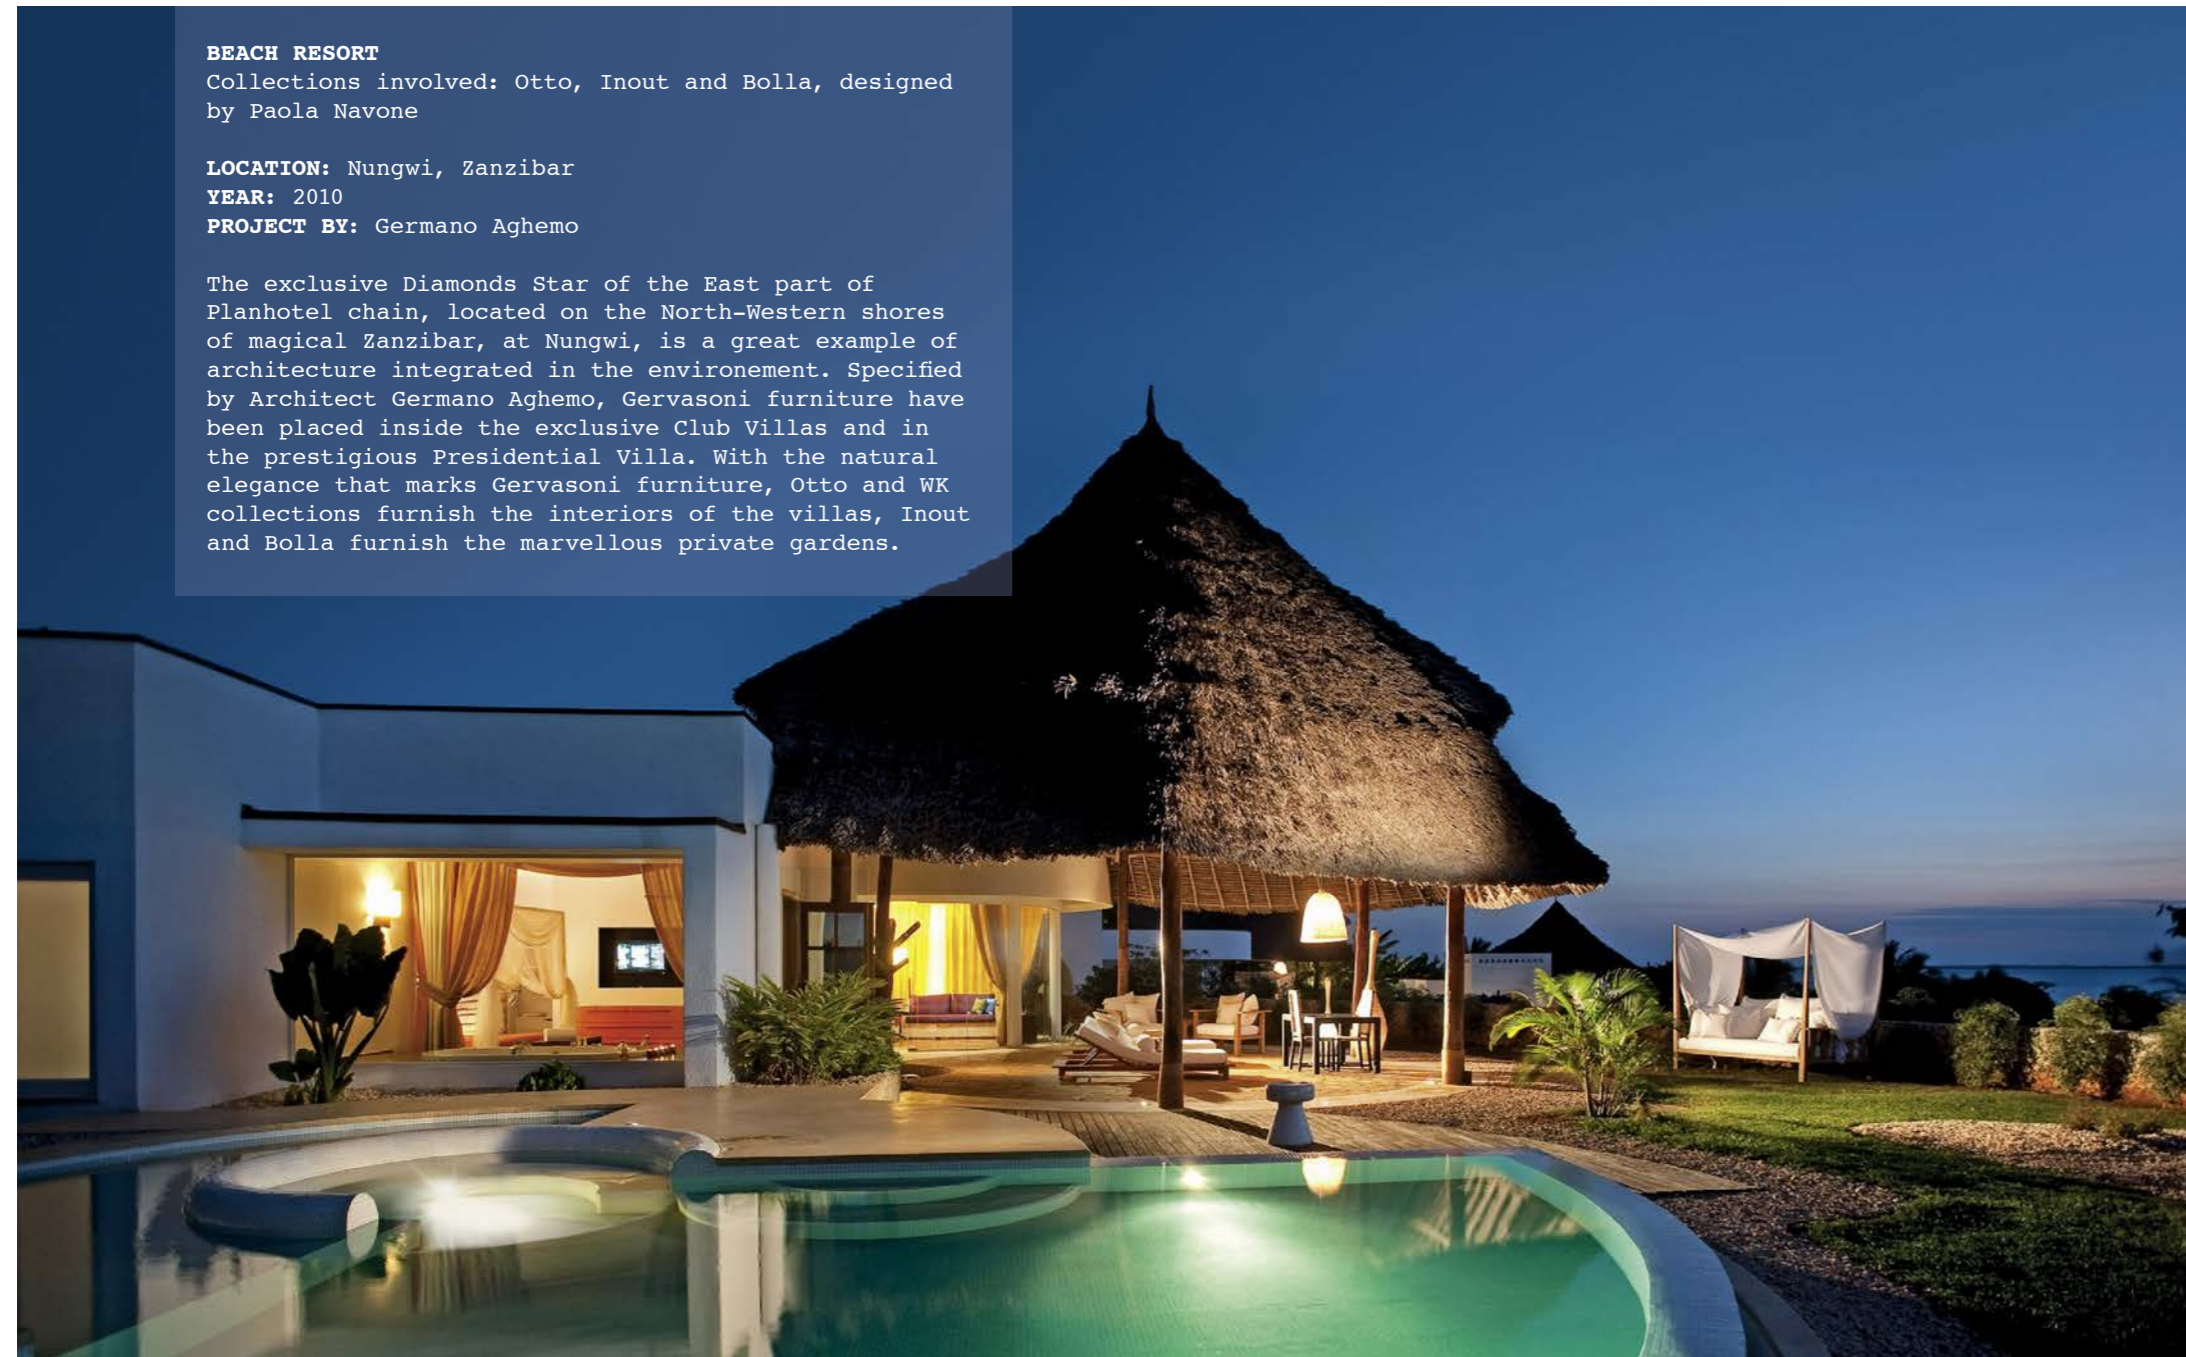 BEACH RESORT
Collections involved: Otto, Inout and Bolla, designed
by Paola Navone
LOCATION: Nungwi, Zanzibar
YEAR: 2010
PROJECT BY: Germano Aghemo
The exclusive Diamonds Star of the East part of
Planhotel chain, located on the North-Western shores
of magical Zanzibar, at Nungwi, is a great example of
architecture integrated in the environement. Specified
by Architect Germano Aghemo, Gervasoni furniture have
been placed inside the exclusive Club Villas and in
the prestigious Presidential Villa. With the natural
elegance that marks Gervasoni furniture, Otto and WK
collections furnish the interiors of the villas, Inout
and Bolla furnish the marvellous private gardens.